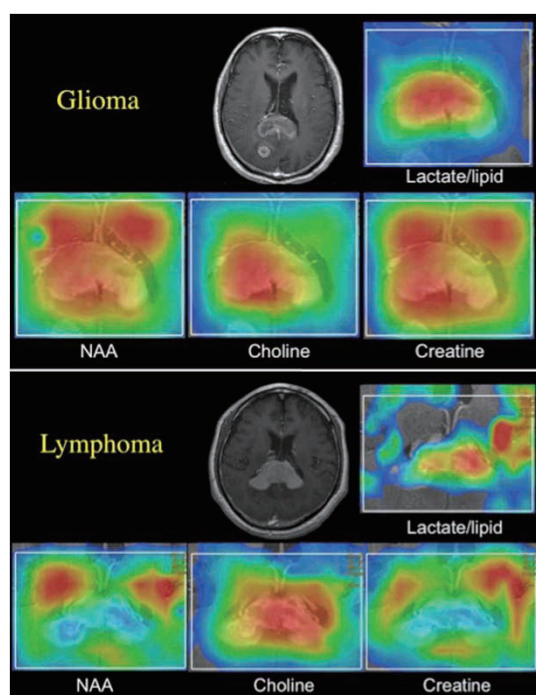 Glioma
Lactate/lipid
NAA Choline Creatine
Lymphoma
Lactate/lipid
NAA Choline Creatine